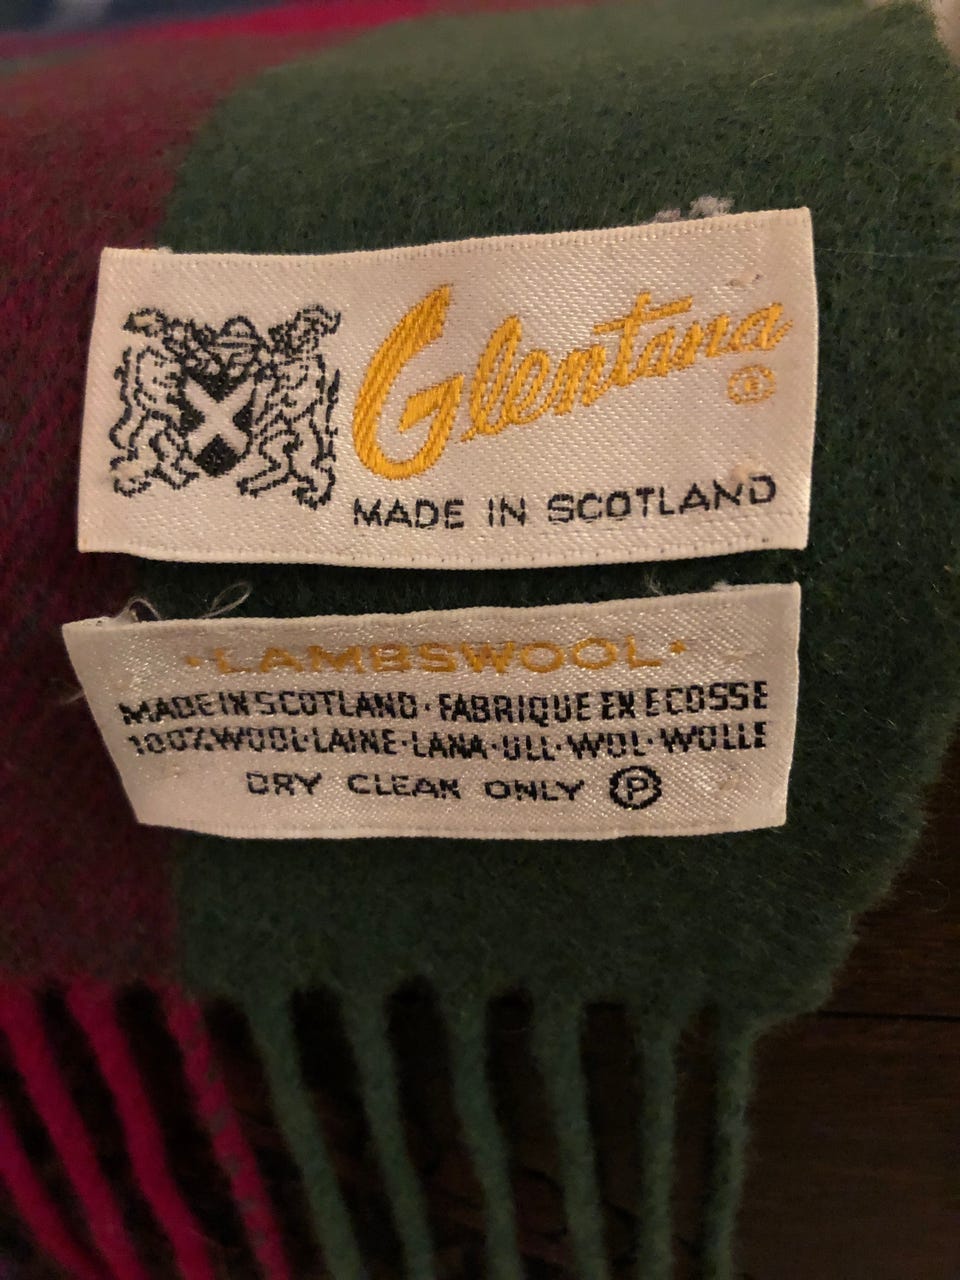 Glentana
®
MADE IN SCOTLAND
·LAMBSWOOL·
MADE IN SCOTLAND·FABRIQUE EN ECOSSE
100% WOOL·LAINE·LANA·ULL·WOL·WOLLE
DRY CLEAN ONLY Ⓟ